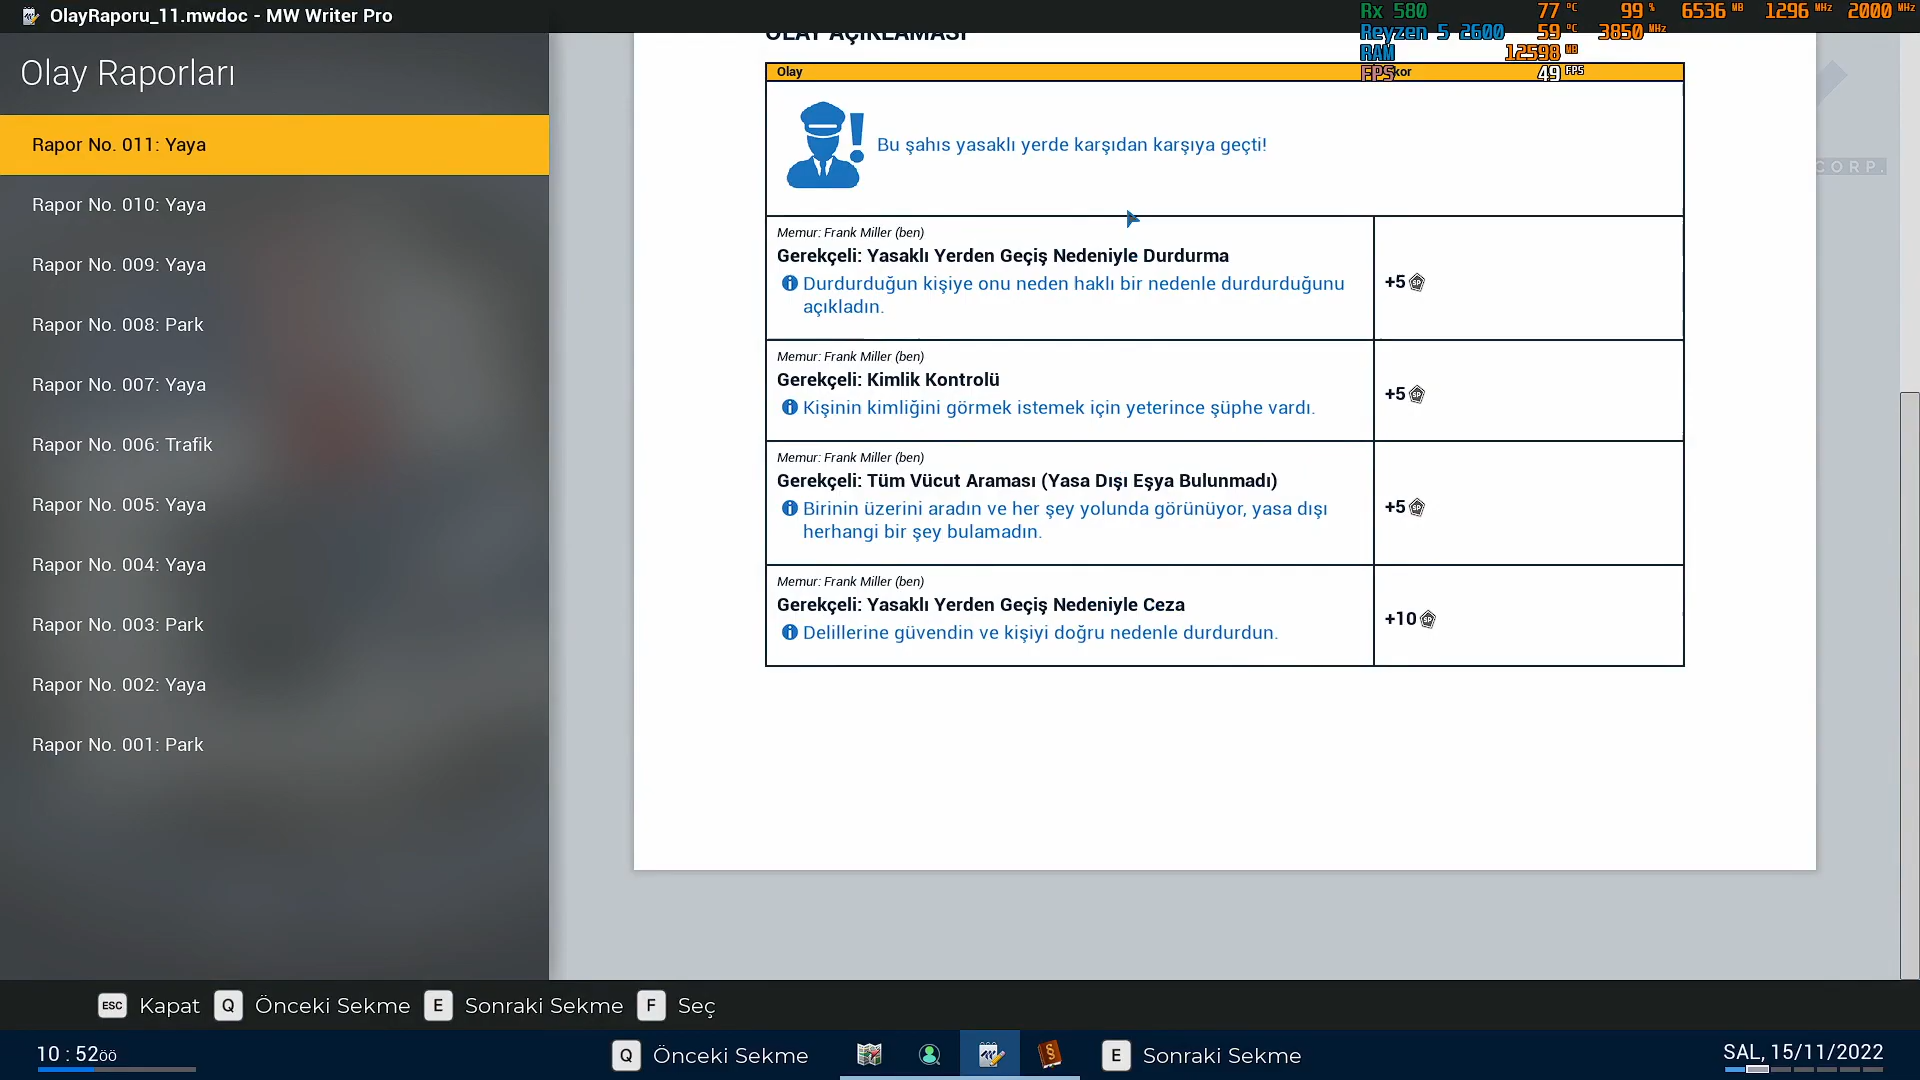 OlayRaporu_11.mwdoc - MW Writer Pro
Rx 580 77 °C 99 % 6536 MB 1296 MHz 2000 MHz
Reyzen 5 2600 59 °C 3850 MHz
RAM 12598 MB
FPS 49 FPS
Olay Raporları
Rapor No. 011: Yaya
Rapor No. 010: Yaya
Rapor No. 009: Yaya
Rapor No. 008: Park
Rapor No. 007: Yaya
Rapor No. 006: Trafik
Rapor No. 005: Yaya
Rapor No. 004: Yaya
Rapor No. 003: Park
Rapor No. 002: Yaya
Rapor No. 001: Park
OLAY AÇIKLAMASI
Olay
Bu şahıs yasaklı yerde karşıdan karşıya geçti!
CORP.
Memur: Frank Miller (ben)
Gerekçeli: Yasaklı Yerden Geçiş Nedeniyle Durdurma
Durdurduğun kişiye onu neden haklı bir nedenle durdurduğunu
açıkladın.
+5
Memur: Frank Miller (ben)
Gerekçeli: Kimlik Kontrolü
Kişinin kimliğini görmek istemek için yeterince şüphe vardı.
+5
Memur: Frank Miller (ben)
Gerekçeli: Tüm Vücut Araması (Yasa Dışı Eşya Bulunmadı)
Birinin üzerini aradın ve her şey yolunda görünüyor, yasa dışı
herhangi bir şey bulamadın.
+5
Memur: Frank Miller (ben)
Gerekçeli: Yasaklı Yerden Geçiş Nedeniyle Ceza
Delillerine güvendin ve kişiyi doğru nedenle durdurdun.
+10
ESC Kapat Q Önceki Sekme E Sonraki Sekme F Seç
10 : 52öö
Q Önceki Sekme E Sonraki Sekme
SAL, 15/11/2022